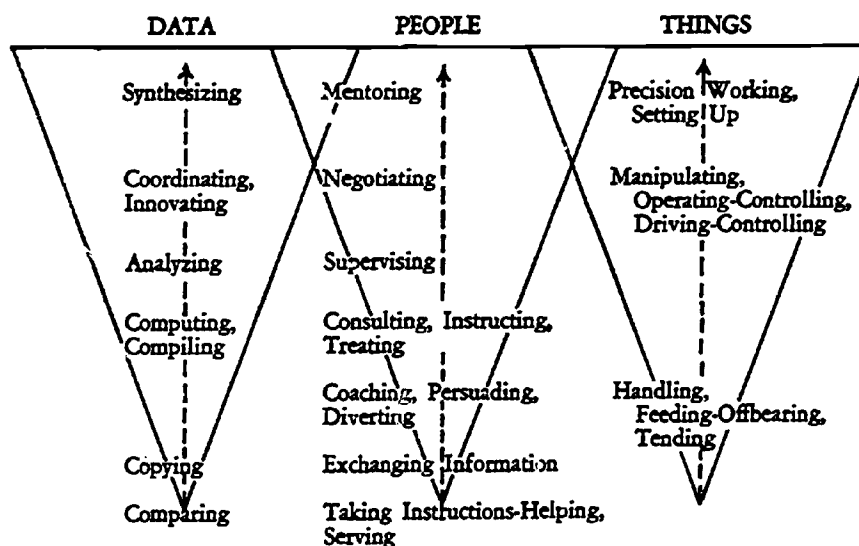 DATA
Synthesizing
Coordinating,
Innovating
Analyzing
Computing,
Compiling
Copying
Comparing
PEOPLE
Mentoring
Negotiating
Supervising
Consulting, Instructing,
Treating
Coaching, Persuading,
Diverting
Exchanging Information
Taking Instructions-Helping,
Serving
THINGS
Precision Working,
Setting Up
Manipulating,
Operating-Controlling,
Driving-Controlling
Handling,
Feeding-Offbearing,
Tending